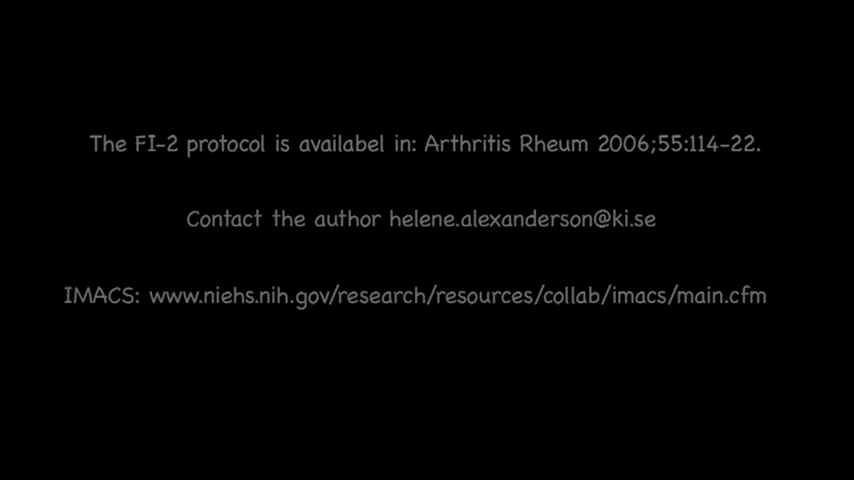 The FI-2 protocol is availabel in: Arthritis Rheum 2006;55:114-22.
Contact the author helene.alexanderson@ki.se
IMACS: www.niehs.nih.gov/research/resources/collab/imacs/main.cfm